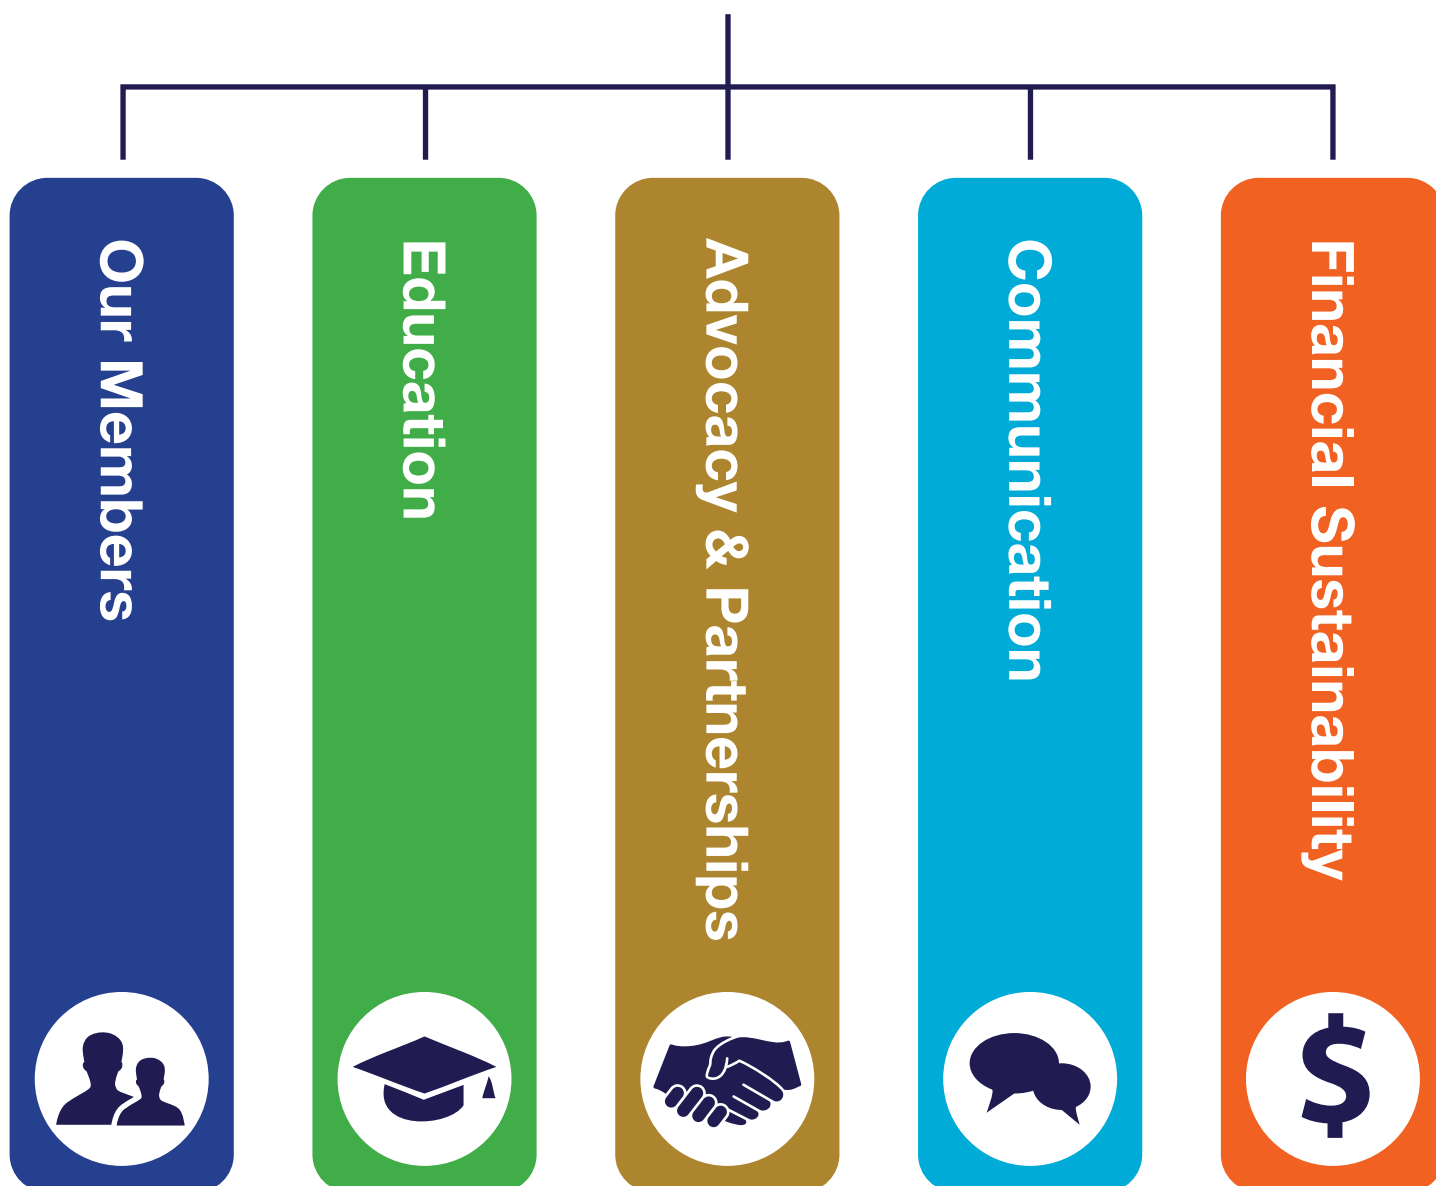 Our Members
Education
Advocacy & Partnerships
Communication
Financial Sustainability